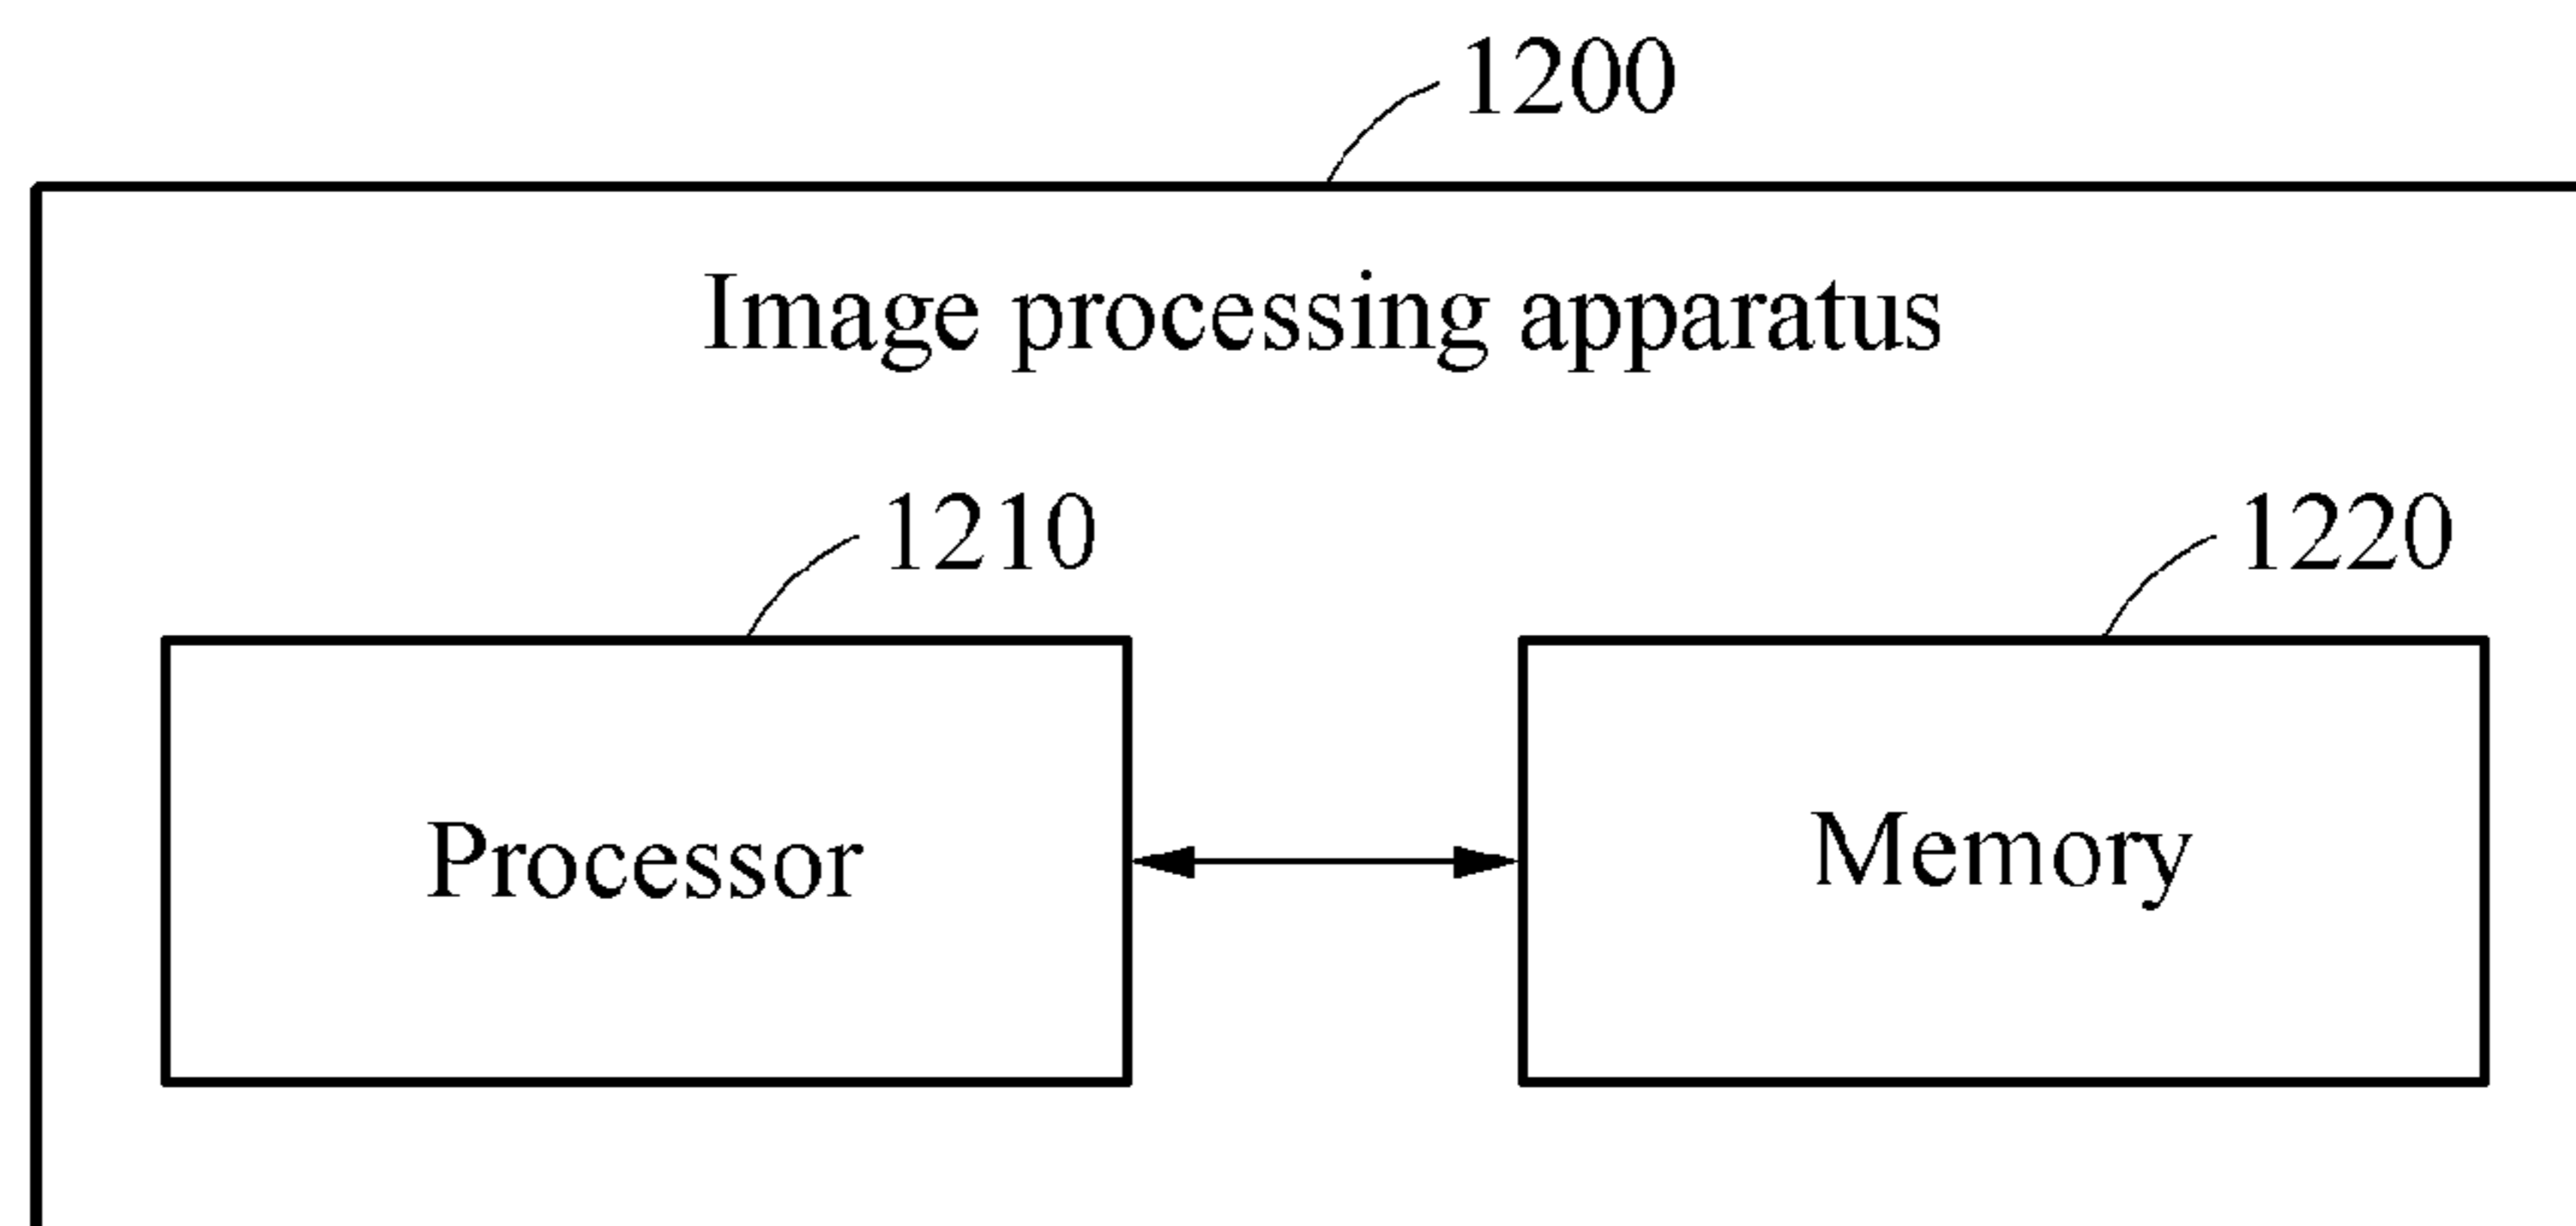 1200
Image processing apparatus
1210
1220
Processor
Memory